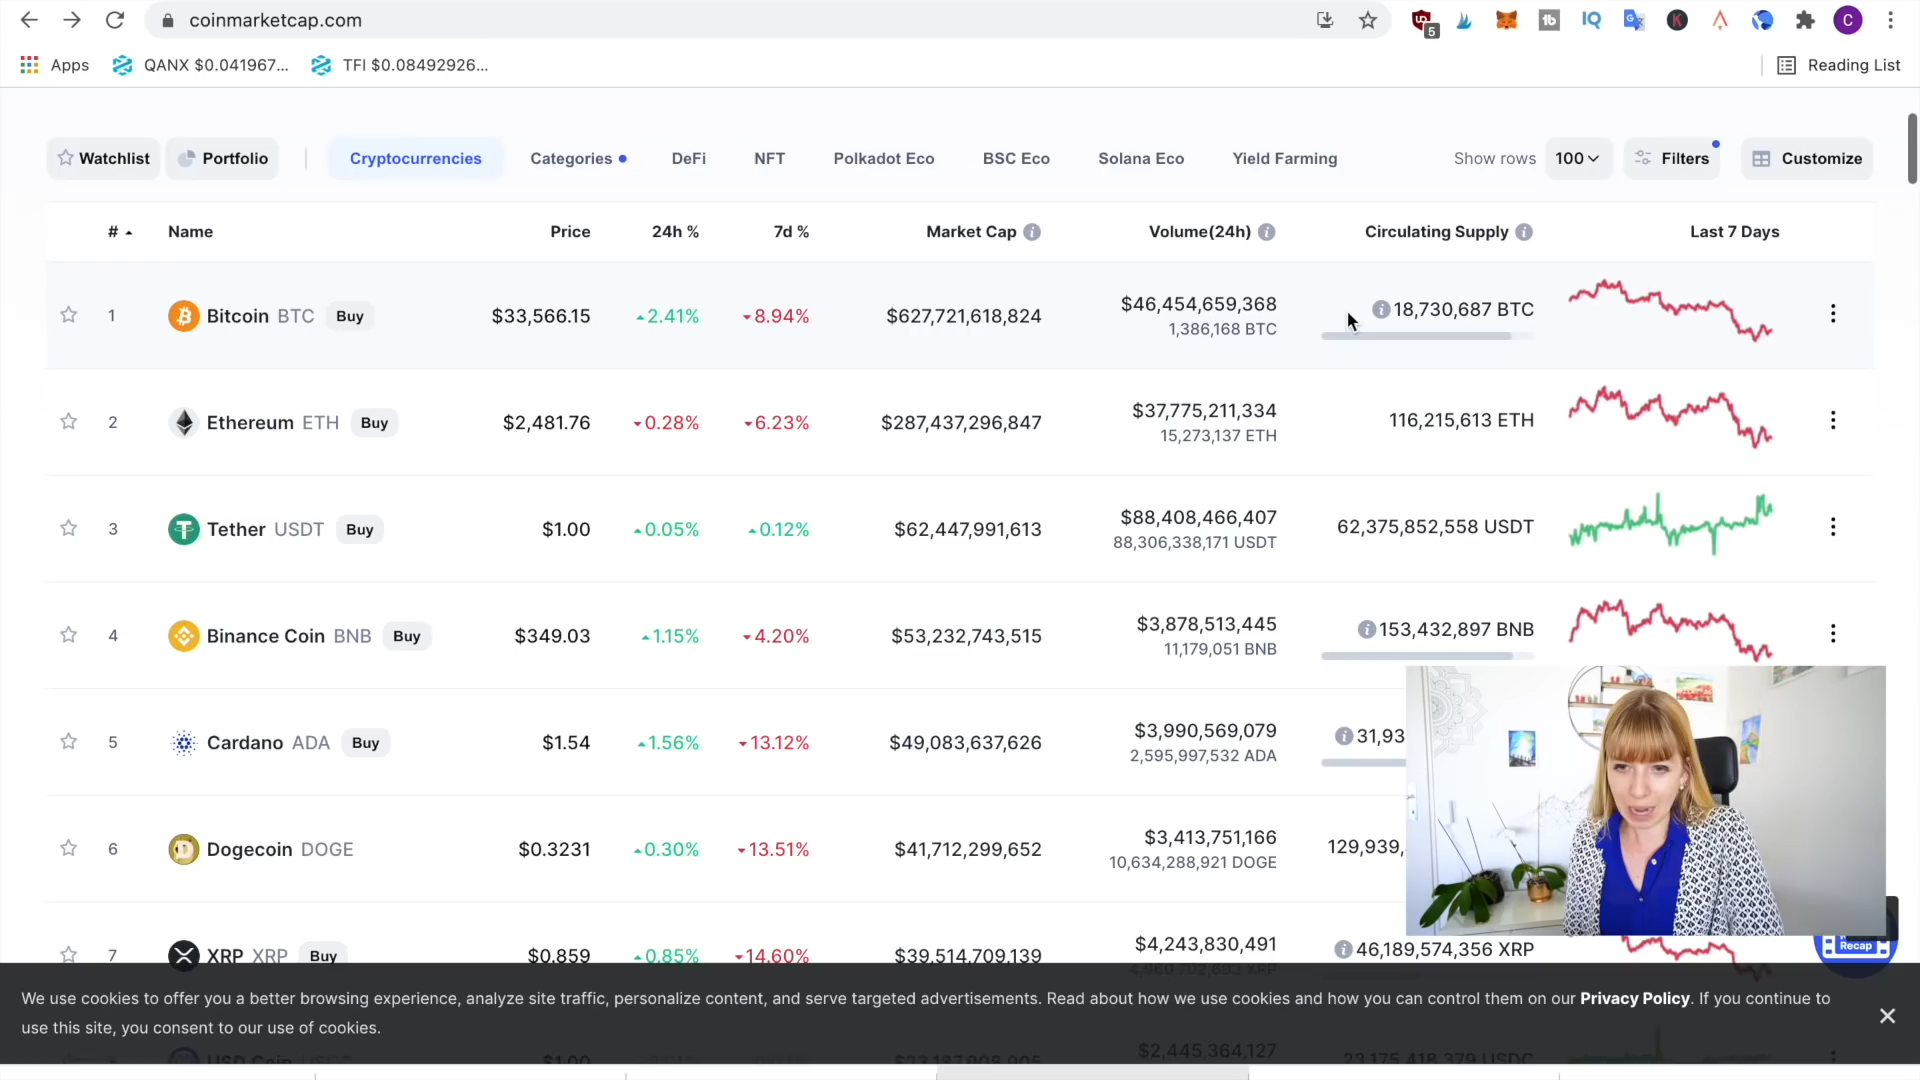 coinmarketcap.com
5
Apps QANX $0.041967... TFI $0.08492926... Reading List
Watchlist Portfolio Cryptocurrencies Categories DeFi NFT Polkadot Eco BSC Eco Solana Eco Yield Farming Show rows 100 Filters Customize
# Name Price 24h % 7d % Market Cap Volume(24h) Circulating Supply Last 7 Days
1 Bitcoin BTC Buy $33,566.15 2.41% 8.94% $627,721,618,824 $46,454,659,368 18,730,687 BTC
1,386,168 BTC
2 Ethereum ETH Buy $2,481.76 0.28% 6.23% $287,437,296,847 $37,775,211,334 116,215,613 ETH
15,273,137 ETH
3 Tether USDT Buy $1.00 0.05% 0.12% $62,447,991,613 $88,408,466,407 62,375,852,558 USDT
88,306,338,171 USDT
4 Binance Coin BNB Buy $349.03 1.15% 4.20% $53,232,743,515 $3,878,513,445 153,432,897 BNB
11,179,051 BNB
5 Cardano ADA Buy $1.54 1.56% 13.12% $49,083,637,626 $3,990,569,079 31,93
2,595,997,532 ADA
6 Dogecoin DOGE $0.3231 0.30% 13.51% $41,712,299,652 $3,413,751,166 129,939,
10,634,288,921 DOGE
7 XRP XRP Buy $0.859 0.85% 14.60% $39,514,709,139 $4,243,830,491 46,189,574,356 XRP
Recap
We use cookies to offer you a better browsing experience, analyze site traffic, personalize content, and serve targeted advertisements. Read about how we use cookies and how you can control them on our Privacy Policy. If you continue to
use this site, you consent to our use of cookies.